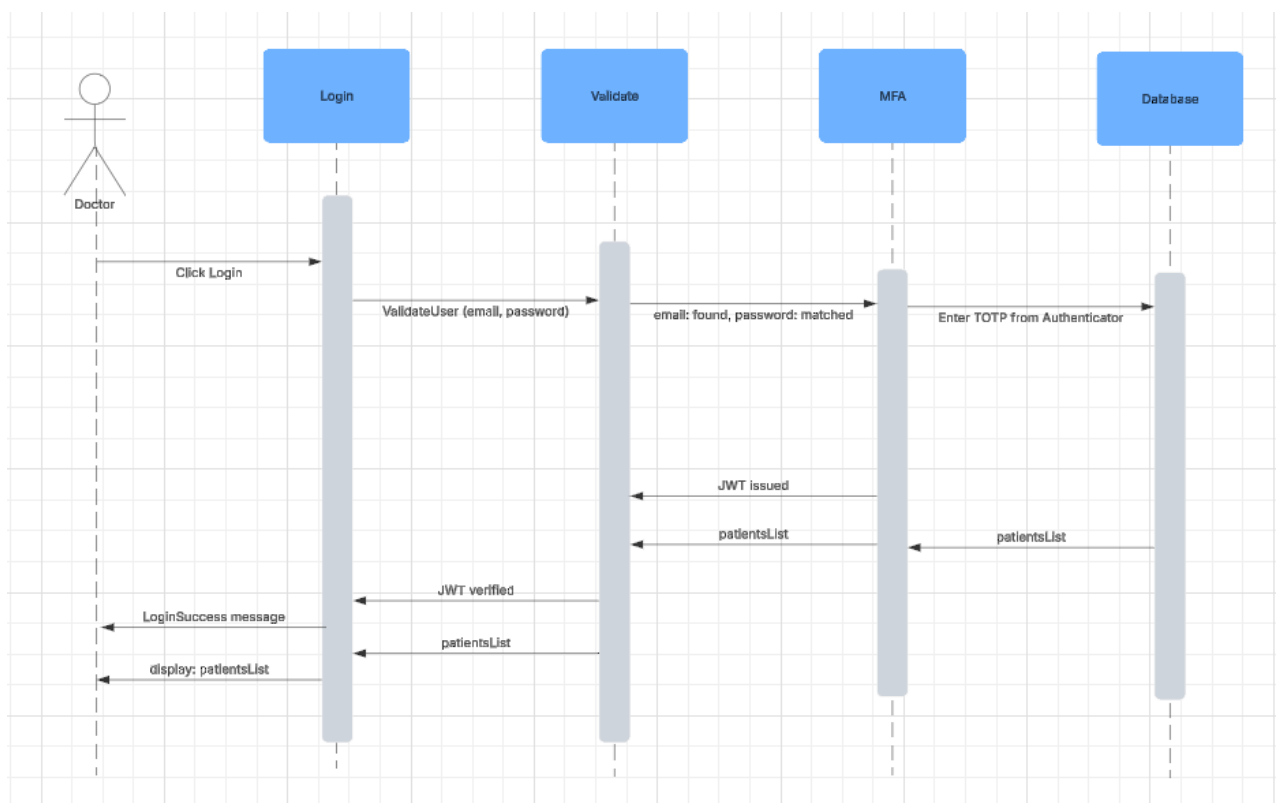 Login
Validate
MFA
Database
Doctor
Click Login
ValidateUser (email, password)
email: found, password: matched
Enter TOTP from Authenticator
JWT issued
patientsList
patientsList
JWT verified
LoginSuccess message
patientsList
display: patientsList